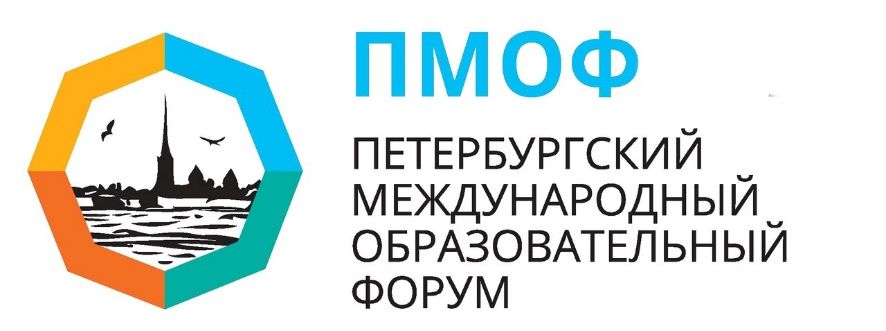 ПМОФ
ПЕТЕРБУРГСКИЙ
МЕЖДУНАРОДНЫЙ
ОБРАЗОВАТЕЛЬНЫЙ
ФОРУМ